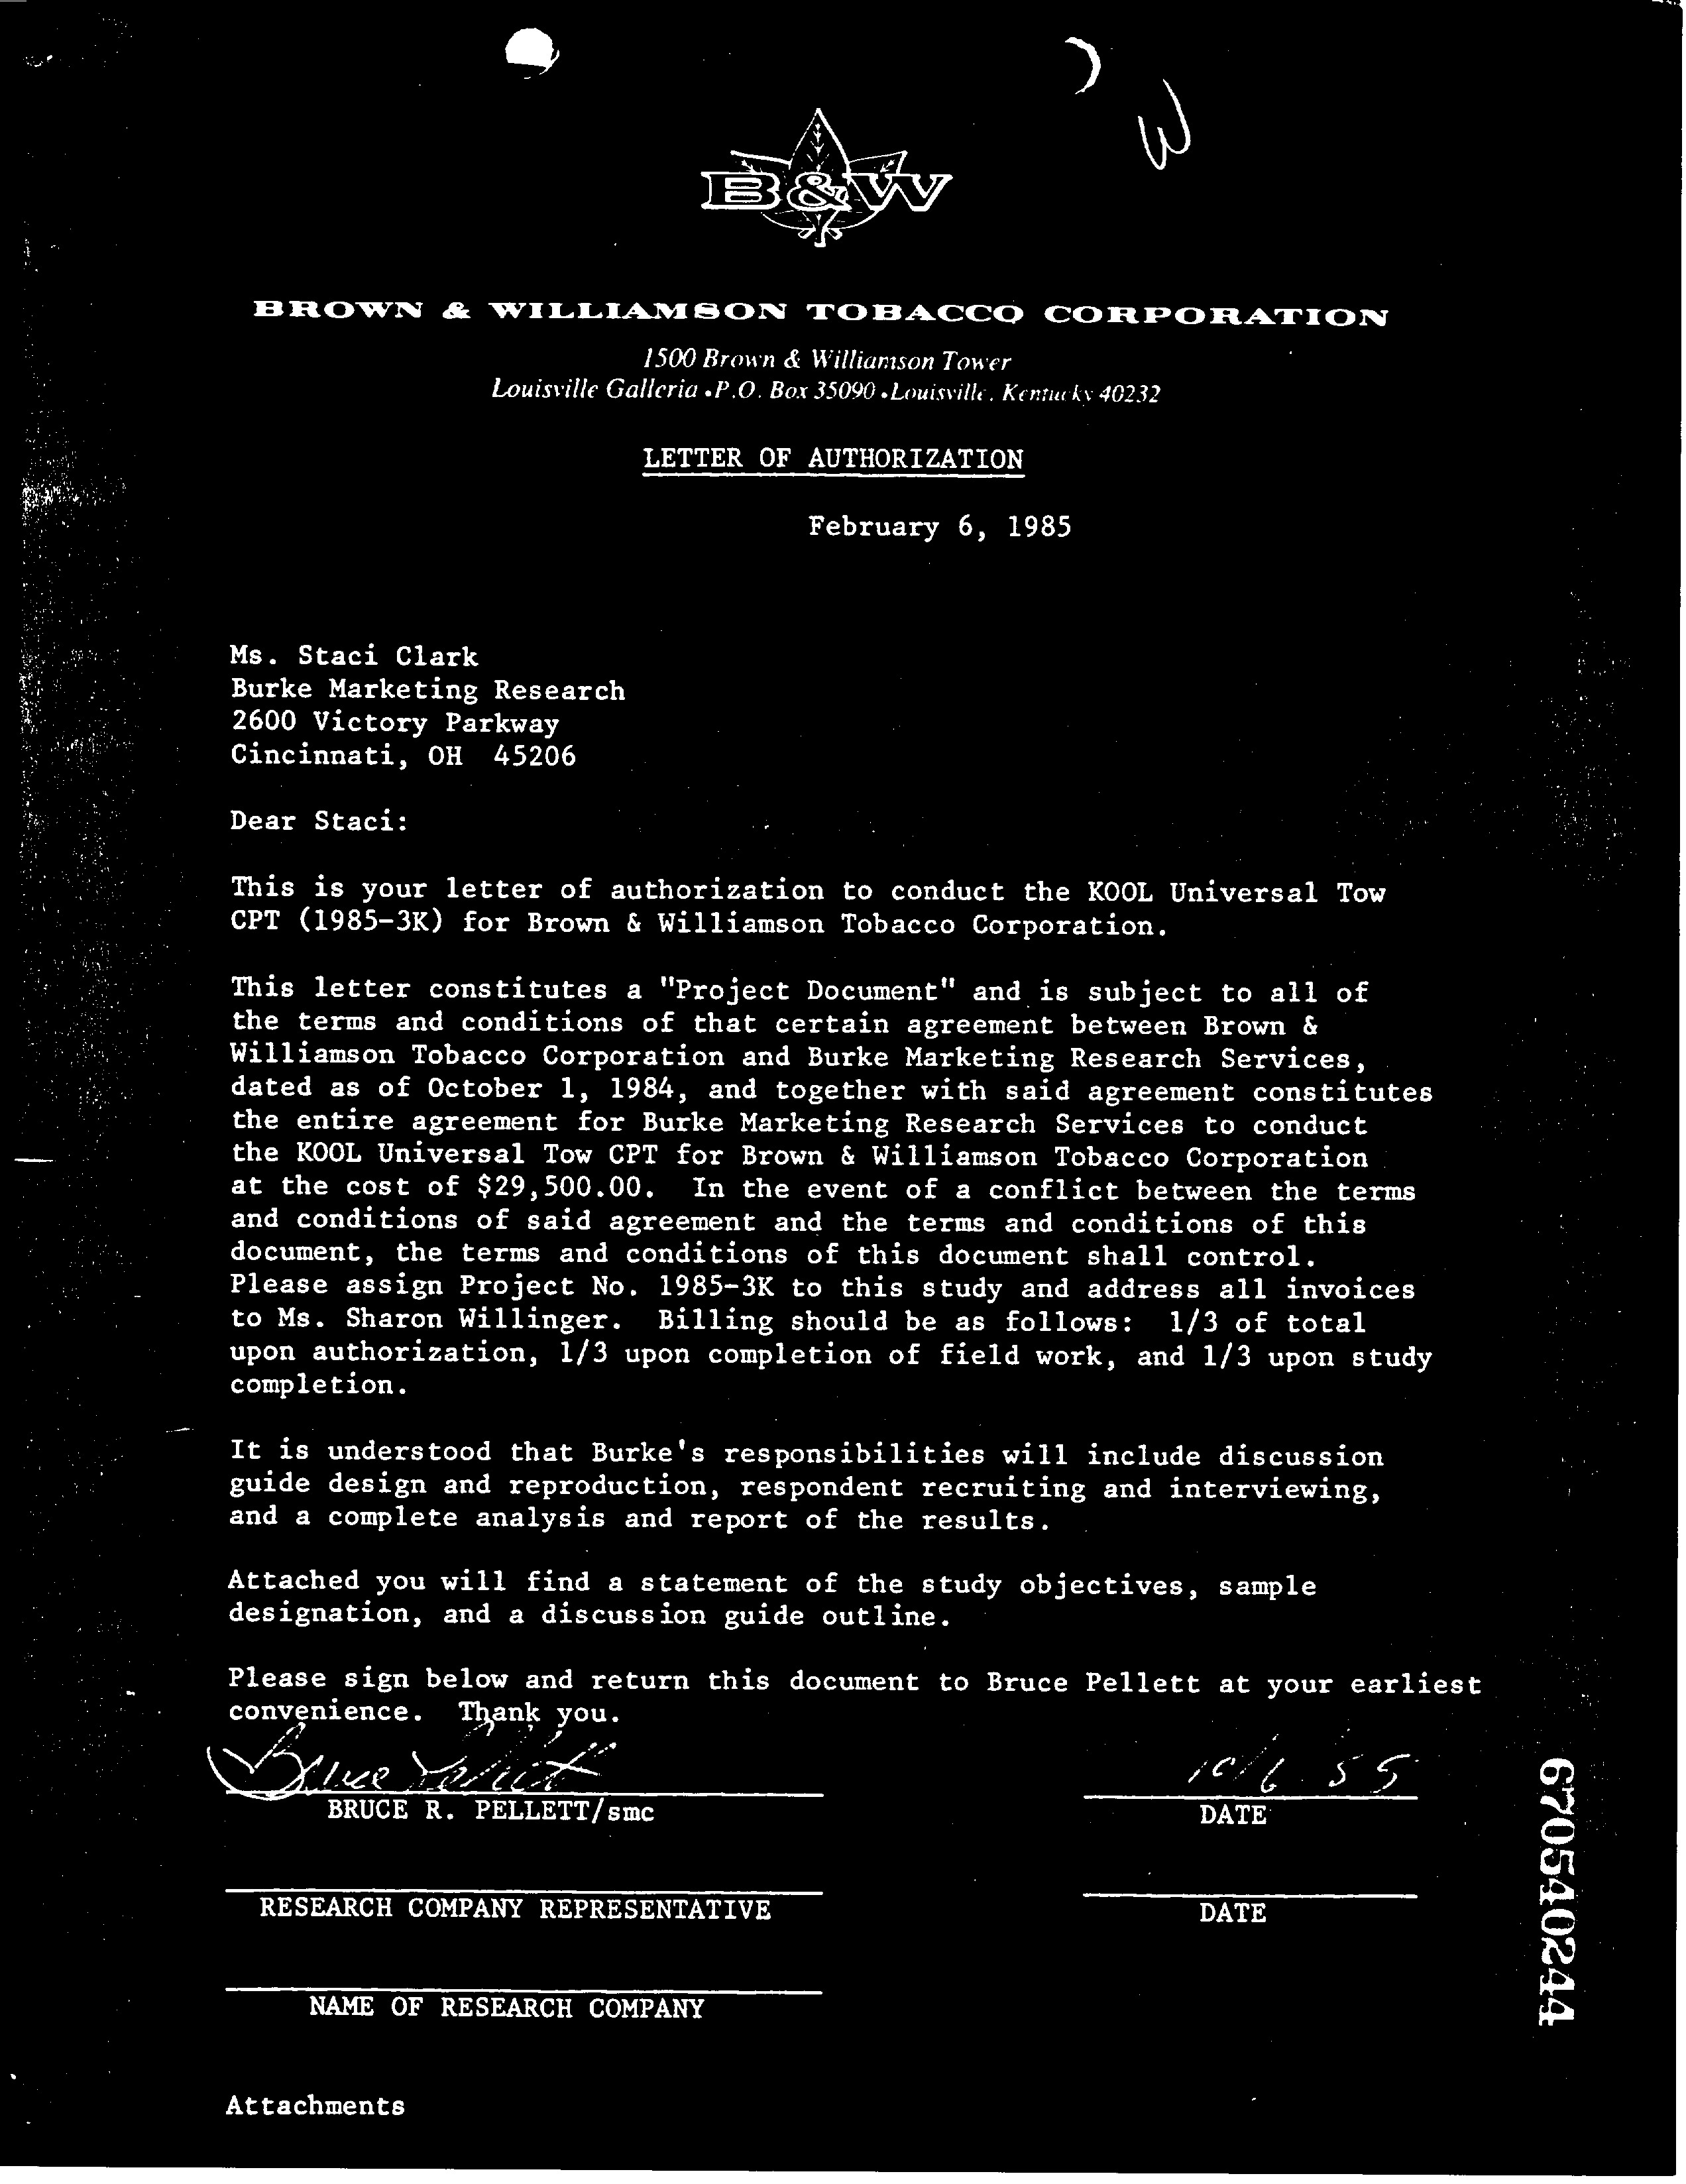 W
B&W
BROWN & WILLIAMSON TOBACCO CORPORATION
1500 Brown & Williamson Tower
Louisville Galleria • P.O. Box 35090 • Louisville, Kentucky 40232
LETTER OF AUTHORIZATION
February 6, 1985
Ms. Staci Clark
Burke Marketing Research
2600 Victory Parkway
Cincinnati, OH 45206
Dear Staci:
This is your letter of authorization to conduct the KOOL Universal Tow
CPT (1985-3K) for Brown & Williamson Tobacco Corporation.
This letter constitutes a "Project Document" and is subject to all of
the terms and conditions of that certain agreement between Brown &
Williamson Tobacco Corporation and Burke Marketing Research Services,
dated as of October 1, 1984, and together with said agreement constitutes
the entire agreement for Burke Marketing Research Services to conduct
the KOOL Universal Tow CPT for Brown & Williamson Tobacco Corporation
at the cost of $29,500.00. In the event of a conflict between the terms
and conditions of said agreement and the terms and conditions of this
document, the terms and conditions of this document shall control.
Please assign Project No. 1985-3K to this study and address all invoices
to Ms. Sharon Willinger. Billing should be as follows: 1/3 of total
upon authorization, 1/3 upon completion of field work, and 1/3 upon study
completion.
It is understood that Burke's responsibilities will include discussion
guide design and reproduction, respondent recruiting and interviewing,
and a complete analysis and report of the results.
Attached you will find a statement of the study objectives, sample
designation, and a discussion guide outline.
Please sign below and return this document to Bruce Pellett at your earliest
convenience. Thank you.
Bruce Pellett
BRUCE R. PELLETT/smc
DATE
RESEARCH COMPANY REPRESENTATIVE
DATE
NAME OF RESEARCH COMPANY
Attachments
670540244